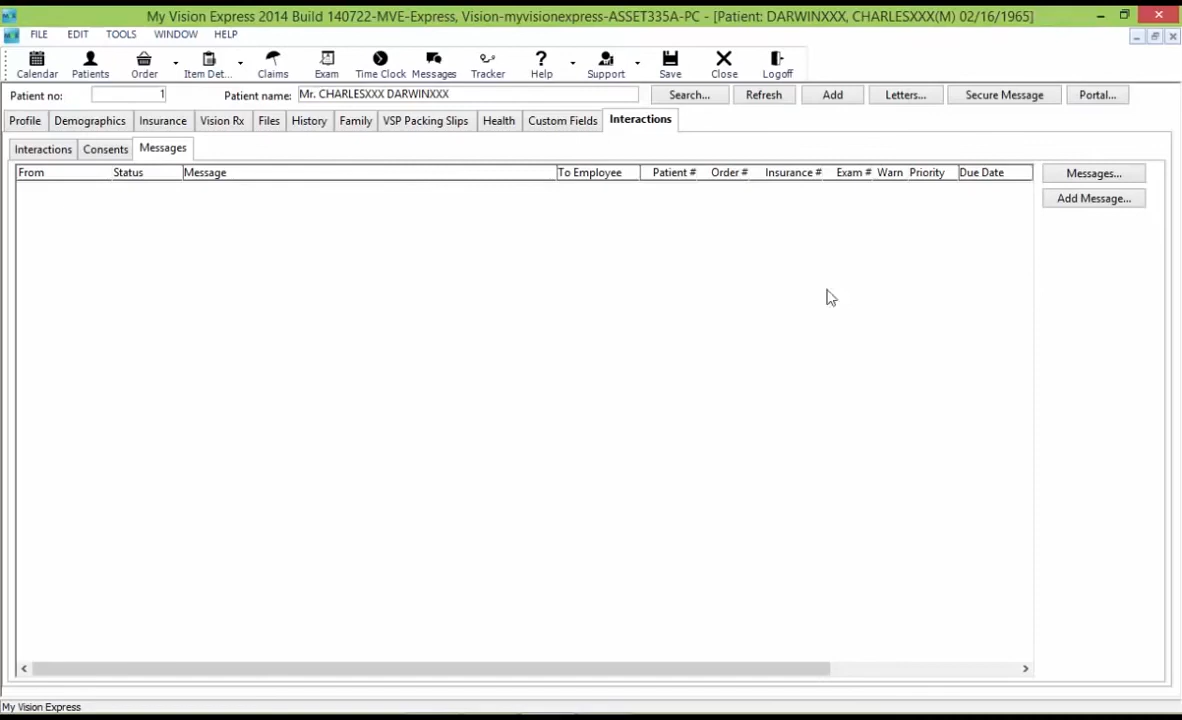 My Vision Express 2014 Build 140722-MVE-Express, Vision-myvisionexpress-ASSET335A-PC - [Patient: DARWINXXX, CHARLESXXX(M) 02/16/1965]
FILE EDIT TOOLS WINDOW HELP
Calendar Patients Order Item Det... Claims Exam Time Clock Messages Tracker Help Support Save Close Logoff
Patient no: 1 Patient name: Mr. CHARLESXXX DARWINXXX Search... Refresh Add Letters... Secure Message Portal...
Profile Demographics Insurance Vision Rx Files History Family VSP Packing Slips Health Custom Fields Interactions
Interactions Consents Messages
From Status Message To Employee Patient # Order # Insurance # Exam # Warn Priority Due Date Messages...
Add Message...
My Vision Express